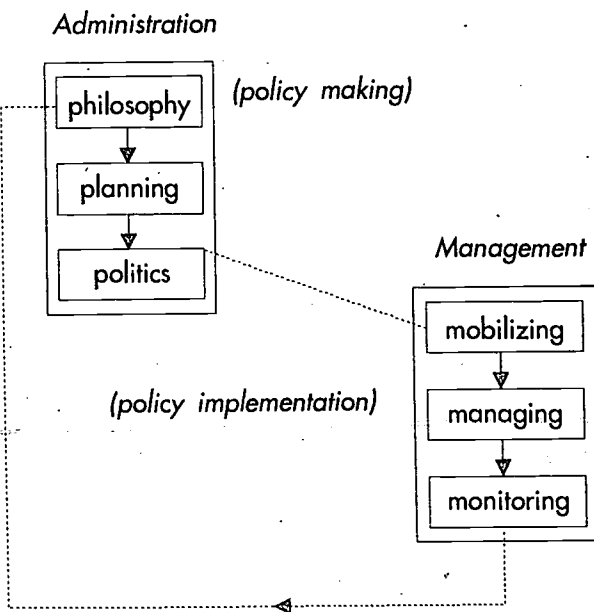 Administration
philosophy
(policy making)
planning
politics
Management
mobilizing
(policy implementation)
managing
monitoring